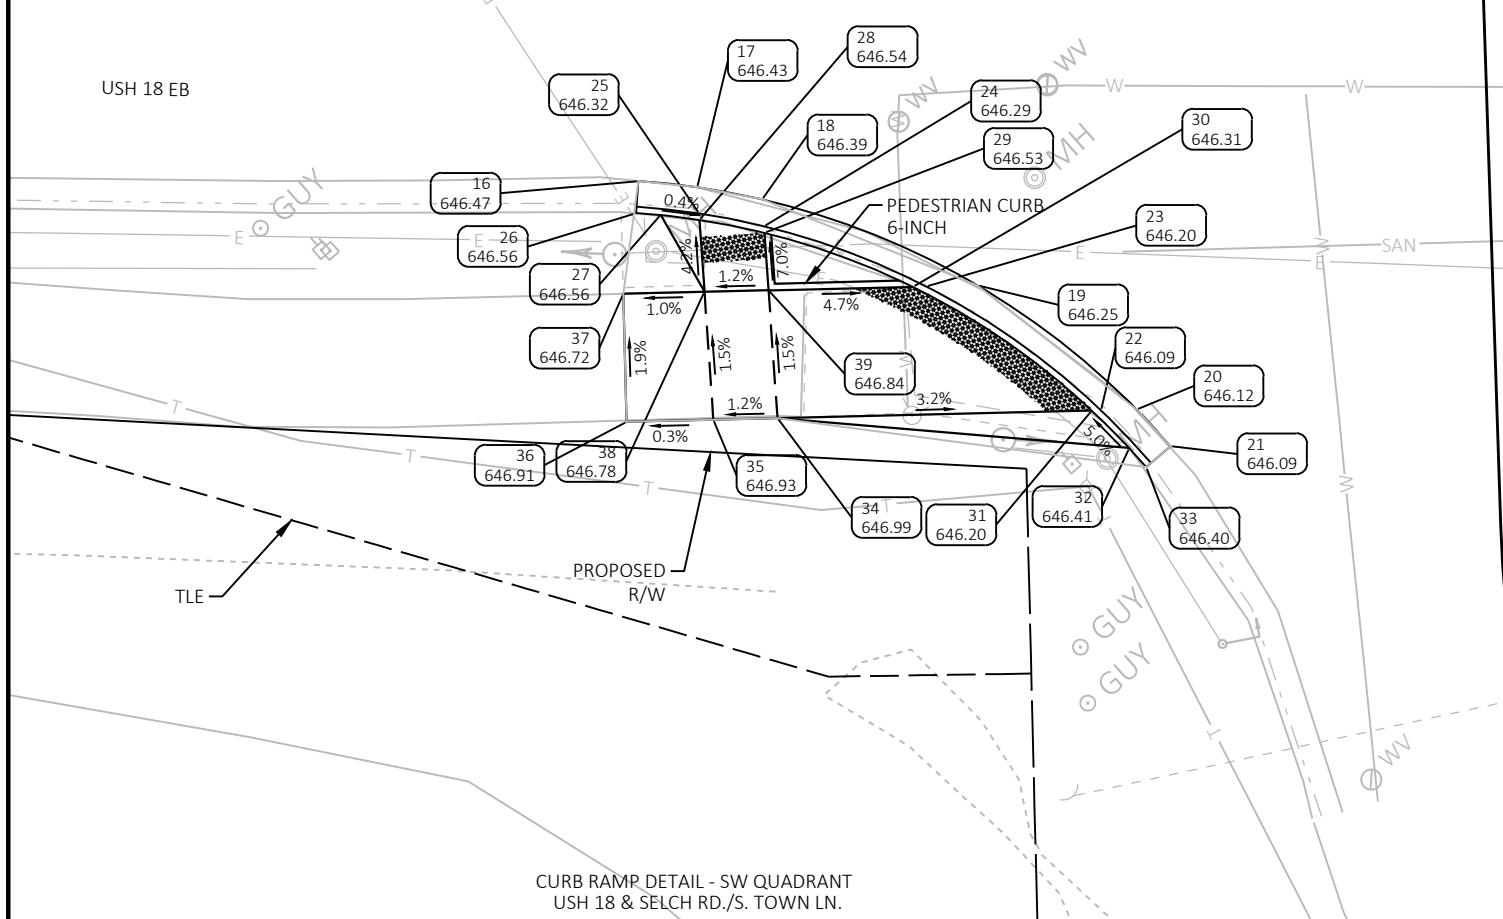 USH 18 EB
16
646.47
17
646.43
18
646.39
19
646.25
20
646.12
21
646.09
22
646.09
23
646.20
24
646.29
25
646.32
26
646.56
27
646.56
28
646.54
29
646.53
30
646.31
31
646.20
32
646.41
33
646.40
34
646.99
35
646.93
36
646.91
37
646.72
38
646.78
39
646.84
PEDESTRIAN CURB
6-INCH
0.4%
4.2%
7.0%
1.2%
1.0%
4.7%
1.9%
1.5%
1.5%
1.2%
0.3%
3.2%
5.0%
PROPOSED
R/W
TLE
GUY
GUY
GUY
MH
MH
WV
WV
WV
W
W
W
W
W
W
W
SAN
E
E
E
E
E
T
T
T
T
T
CURB RAMP DETAIL - SW QUADRANT
USH 18 & SELCH RD./S. TOWN LN.